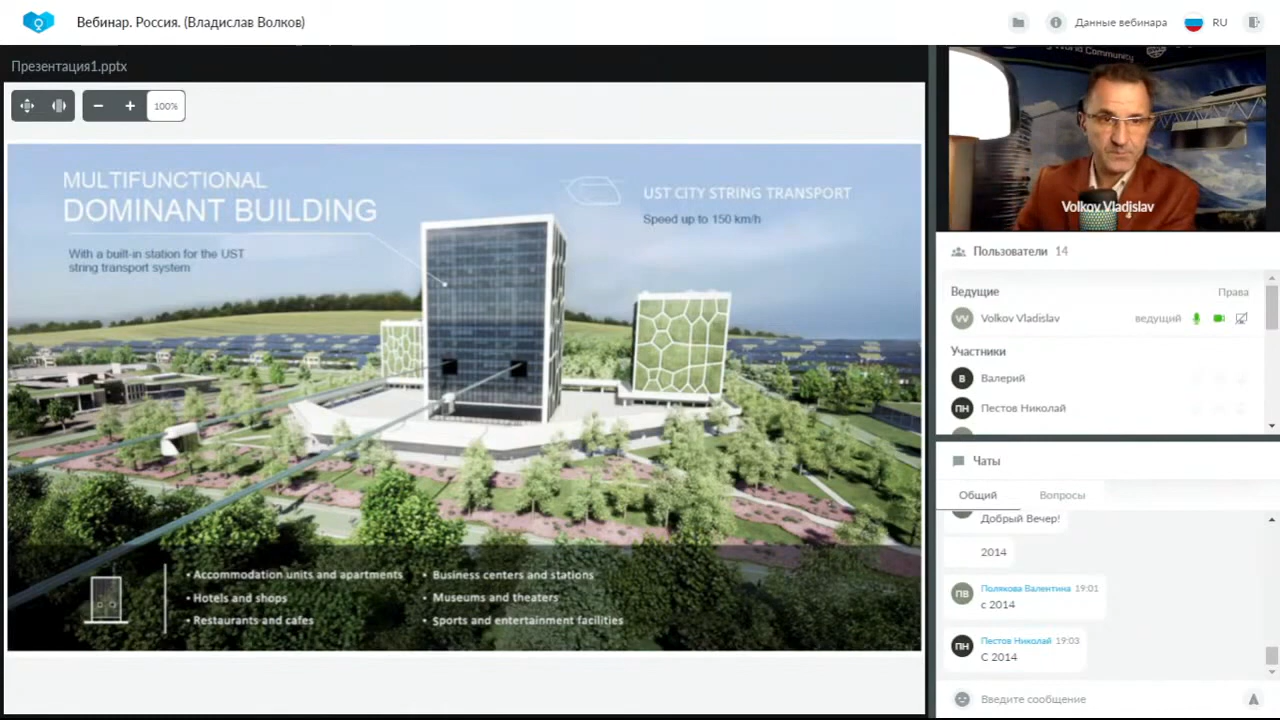 Вебинар. Россия. (Владислав Волков)
Данные вебинара
RU
Презентация1.pptx
100%
MULTIFUNCTIONAL
DOMINANT BUILDING
With a built-in station for the UST
string transport system
UST CITY STRING TRANSPORT
Speed up to 150 km/h
• Accommodation units and apartments
• Hotels and shops
• Restaurants and cafes
• Business centers and stations
• Museums and theaters
• Sports and entertainment facilities
World Community
Volkov Vladislav
Пользователи 14
Ведущие
Права
VV
Volkov Vladislav
ведущий
Участники
В
Валерий
ПН
Пестов Николай
Чаты
Общий
Вопросы
Добрый Вечер!
2014
ПВ
Полякова Валентина 19:01
с 2014
ПН
Пестов Николай 19:03
С 2014
Введите сообщение